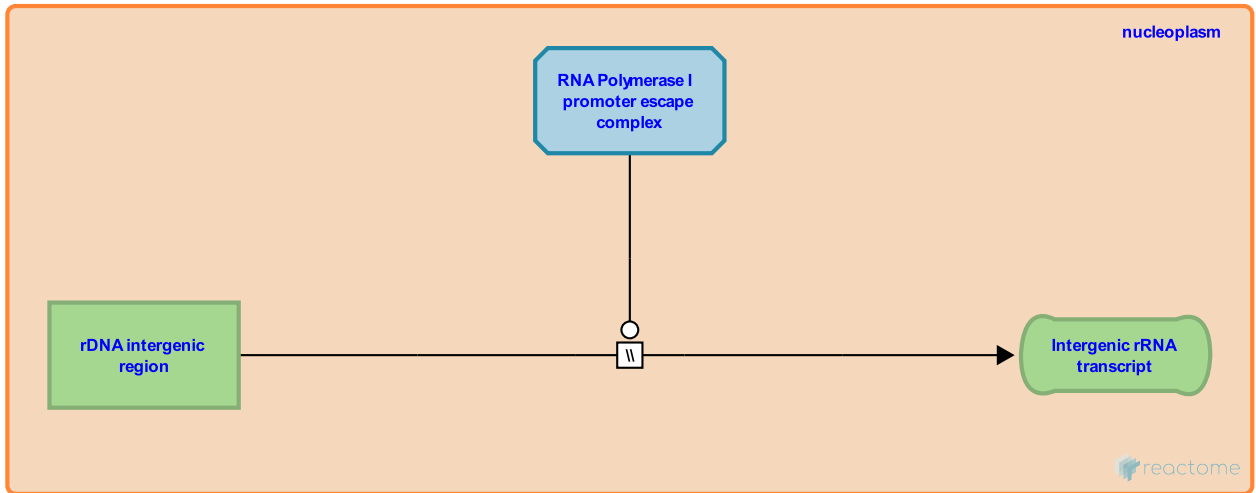 nucleoplasm
RNA Polymerase I
promoter escape
complex
rDNA intergenic
region
\\
Intergenic rRNA
transcript
reactome